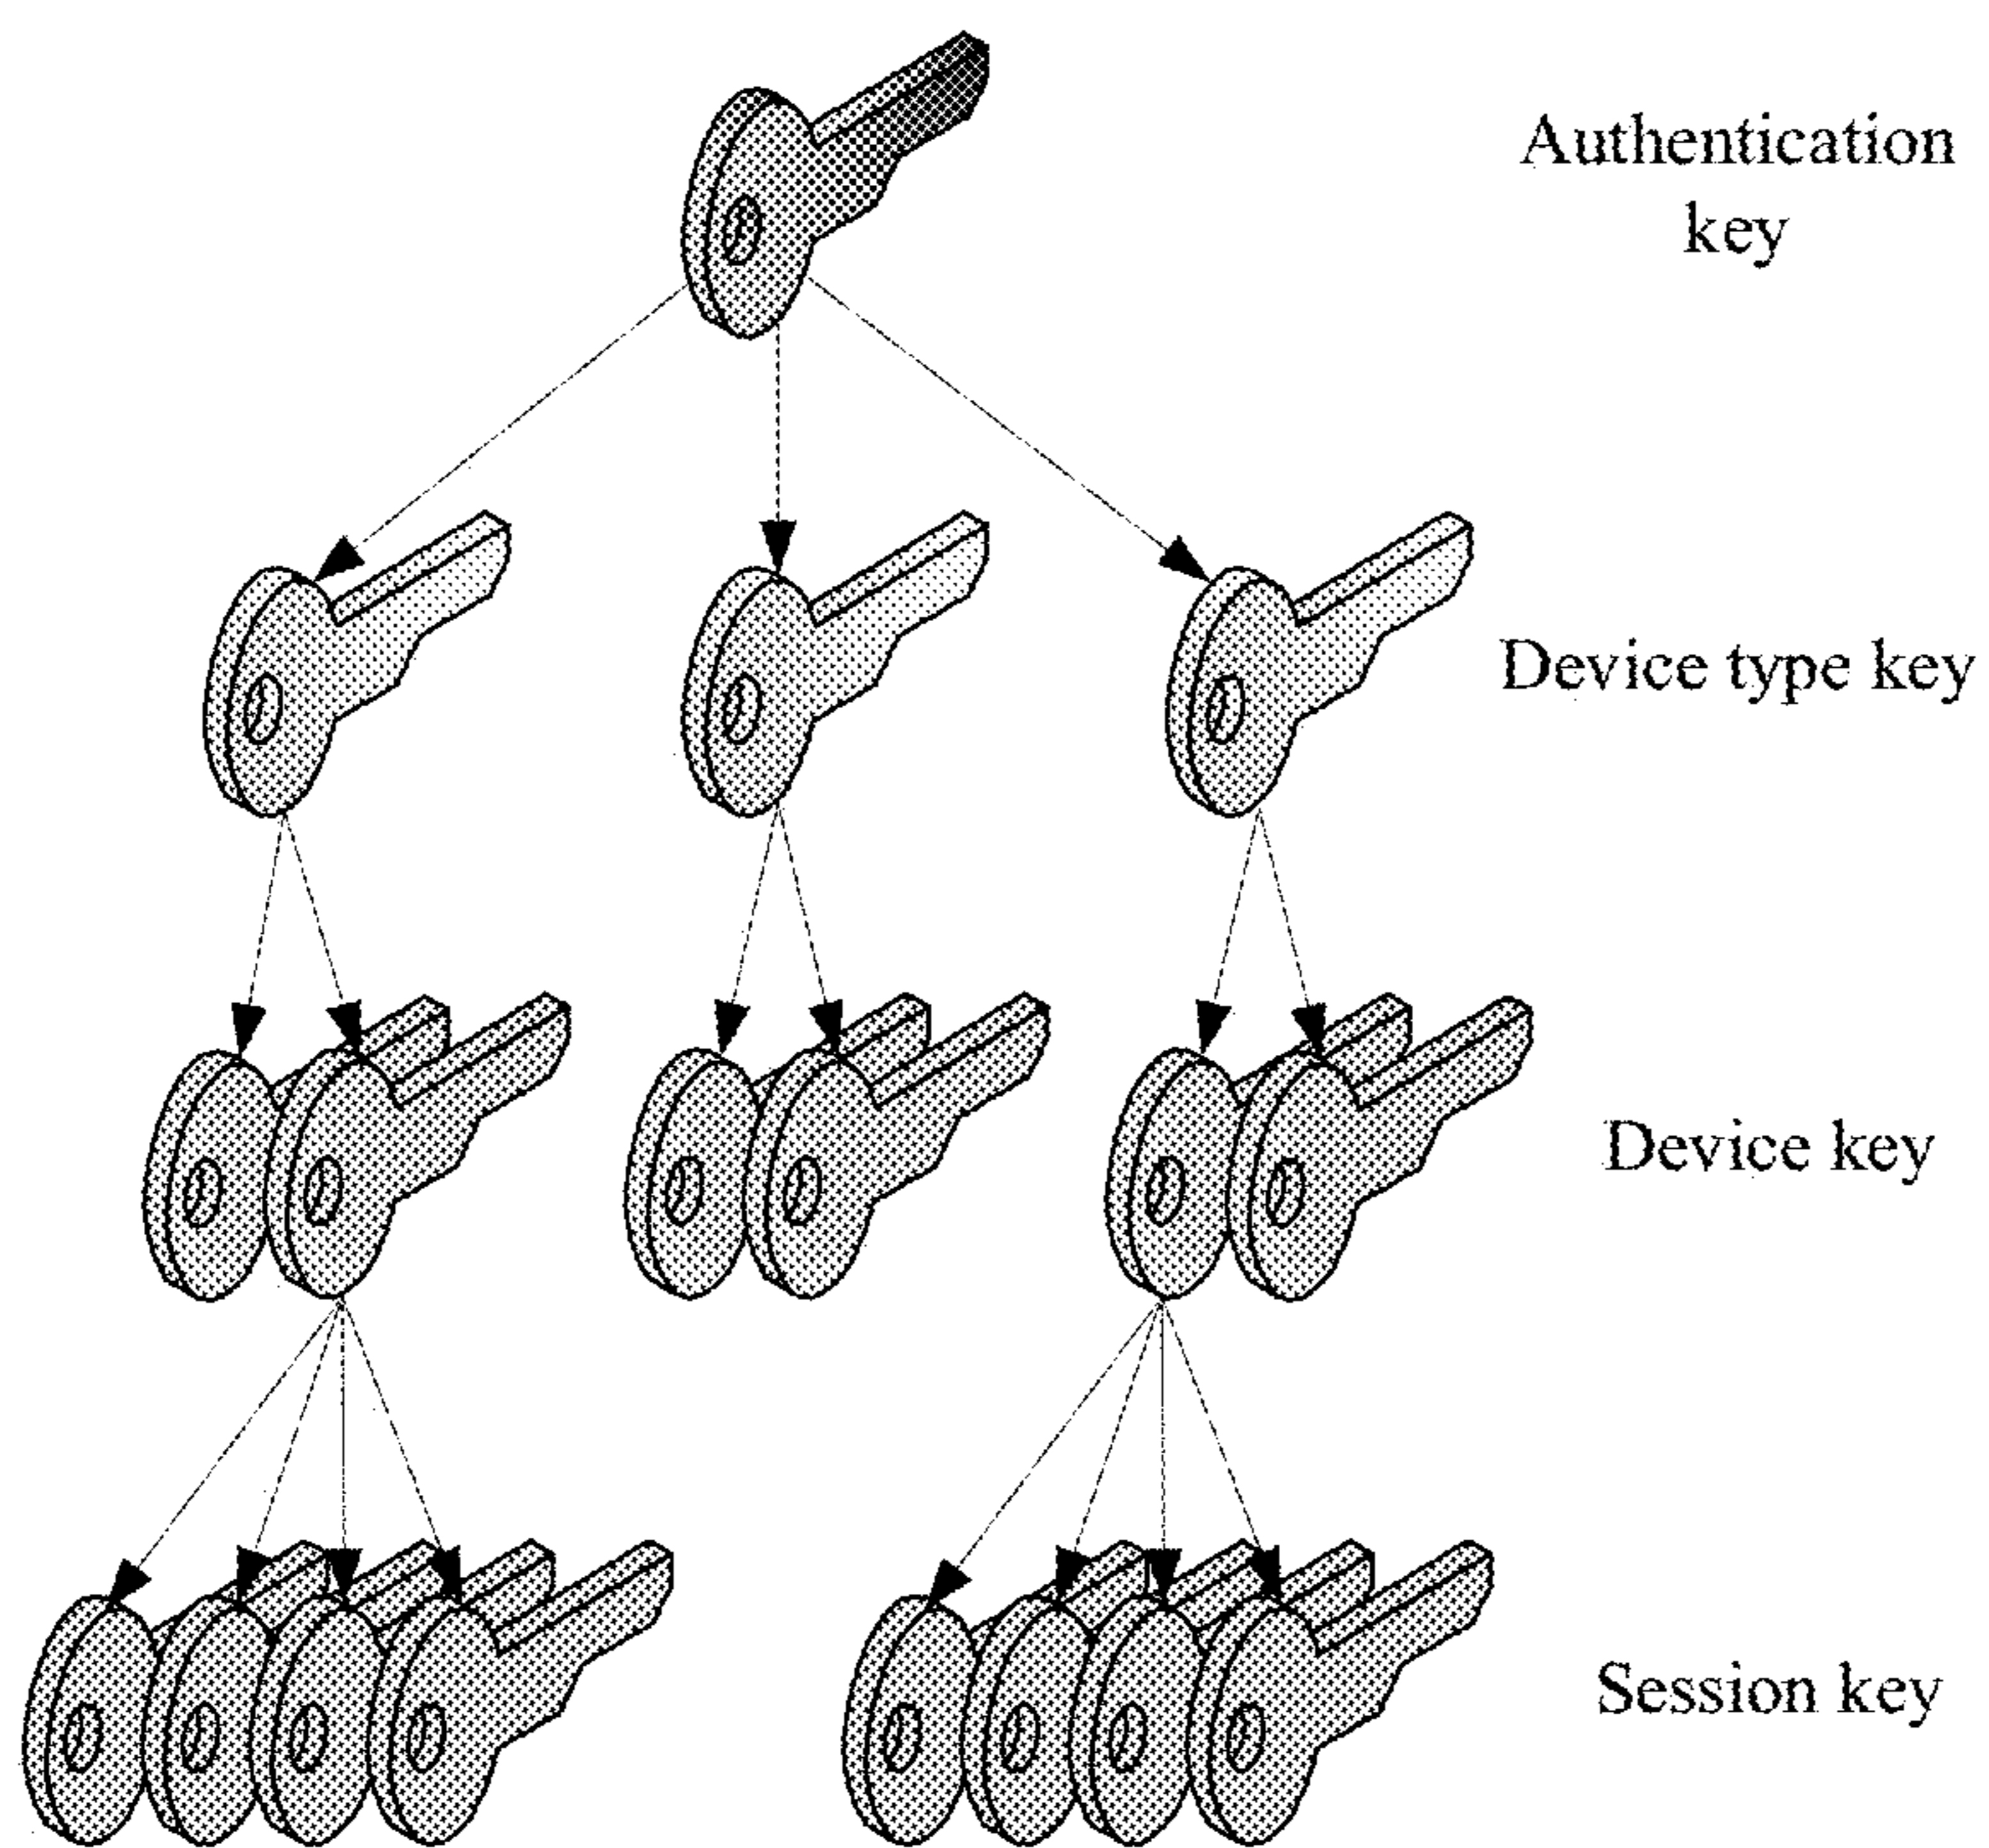 Authentication
key
Device type key
Device key
Session key